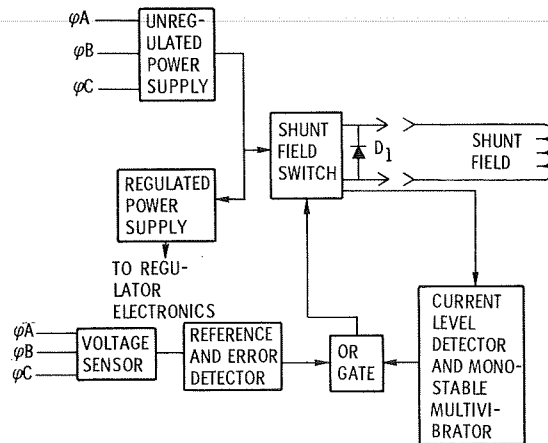 φA
φB
φC
UNREG-
ULATED
POWER
SUPPLY
SHUNT
FIELD
SWITCH
D1
SHUNT
FIELD
REGULATED
POWER
SUPPLY
TO REGU-
LATOR
ELECTRONICS
φA
φB
φC
VOLTAGE
SENSOR
REFERENCE
AND ERROR
DETECTOR
OR
GATE
CURRENT
LEVEL
DETECTOR
AND MONO-
STABLE
MULTIVI-
BRATOR